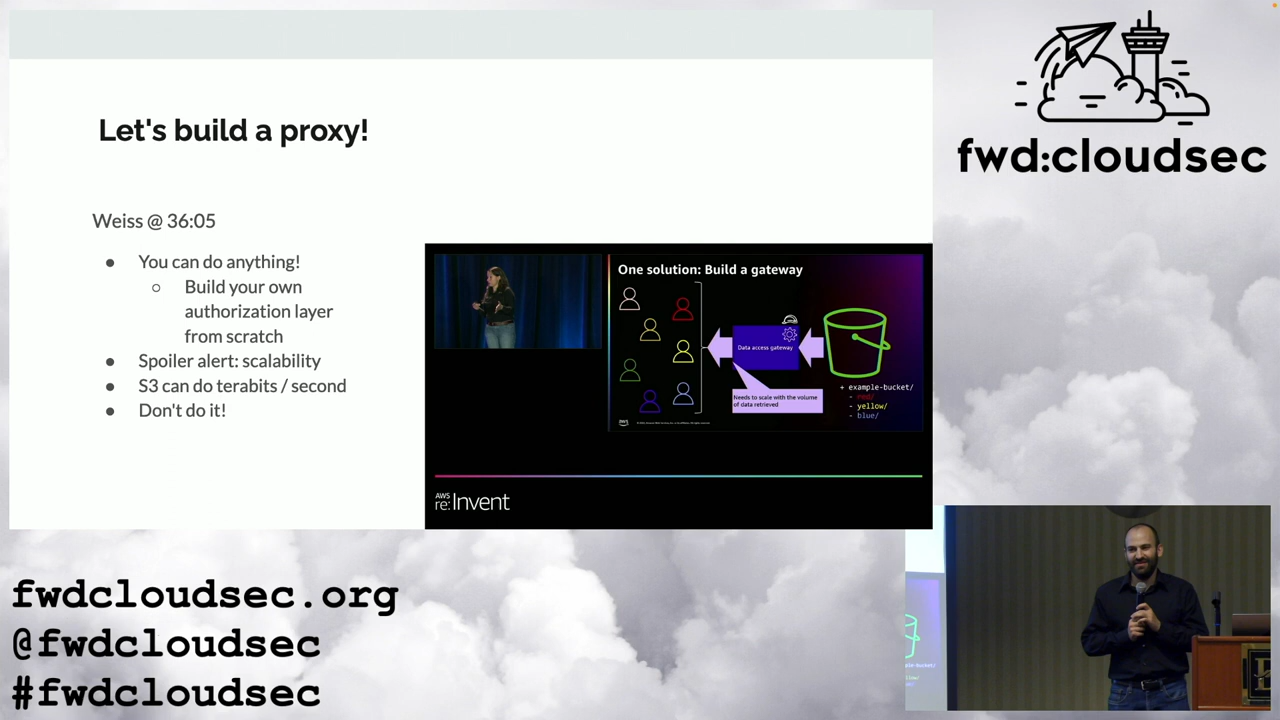 Let's build a proxy!
Weiss @ 36:05
● You can do anything!
○ Build your own
authorization layer
from scratch
● Spoiler alert: scalability
● S3 can do terabits / second
● Don't do it!
One solution: Build a gateway
Data access gateway
Needs to scale with the volume
of data retrieved
+ example-bucket/
- red/
- yellow/
- blue/
aws
AWS
re:Invent
fwd:cloudsec
fwdcloudsec.org
@fwdcloudsec
#fwdcloudsec